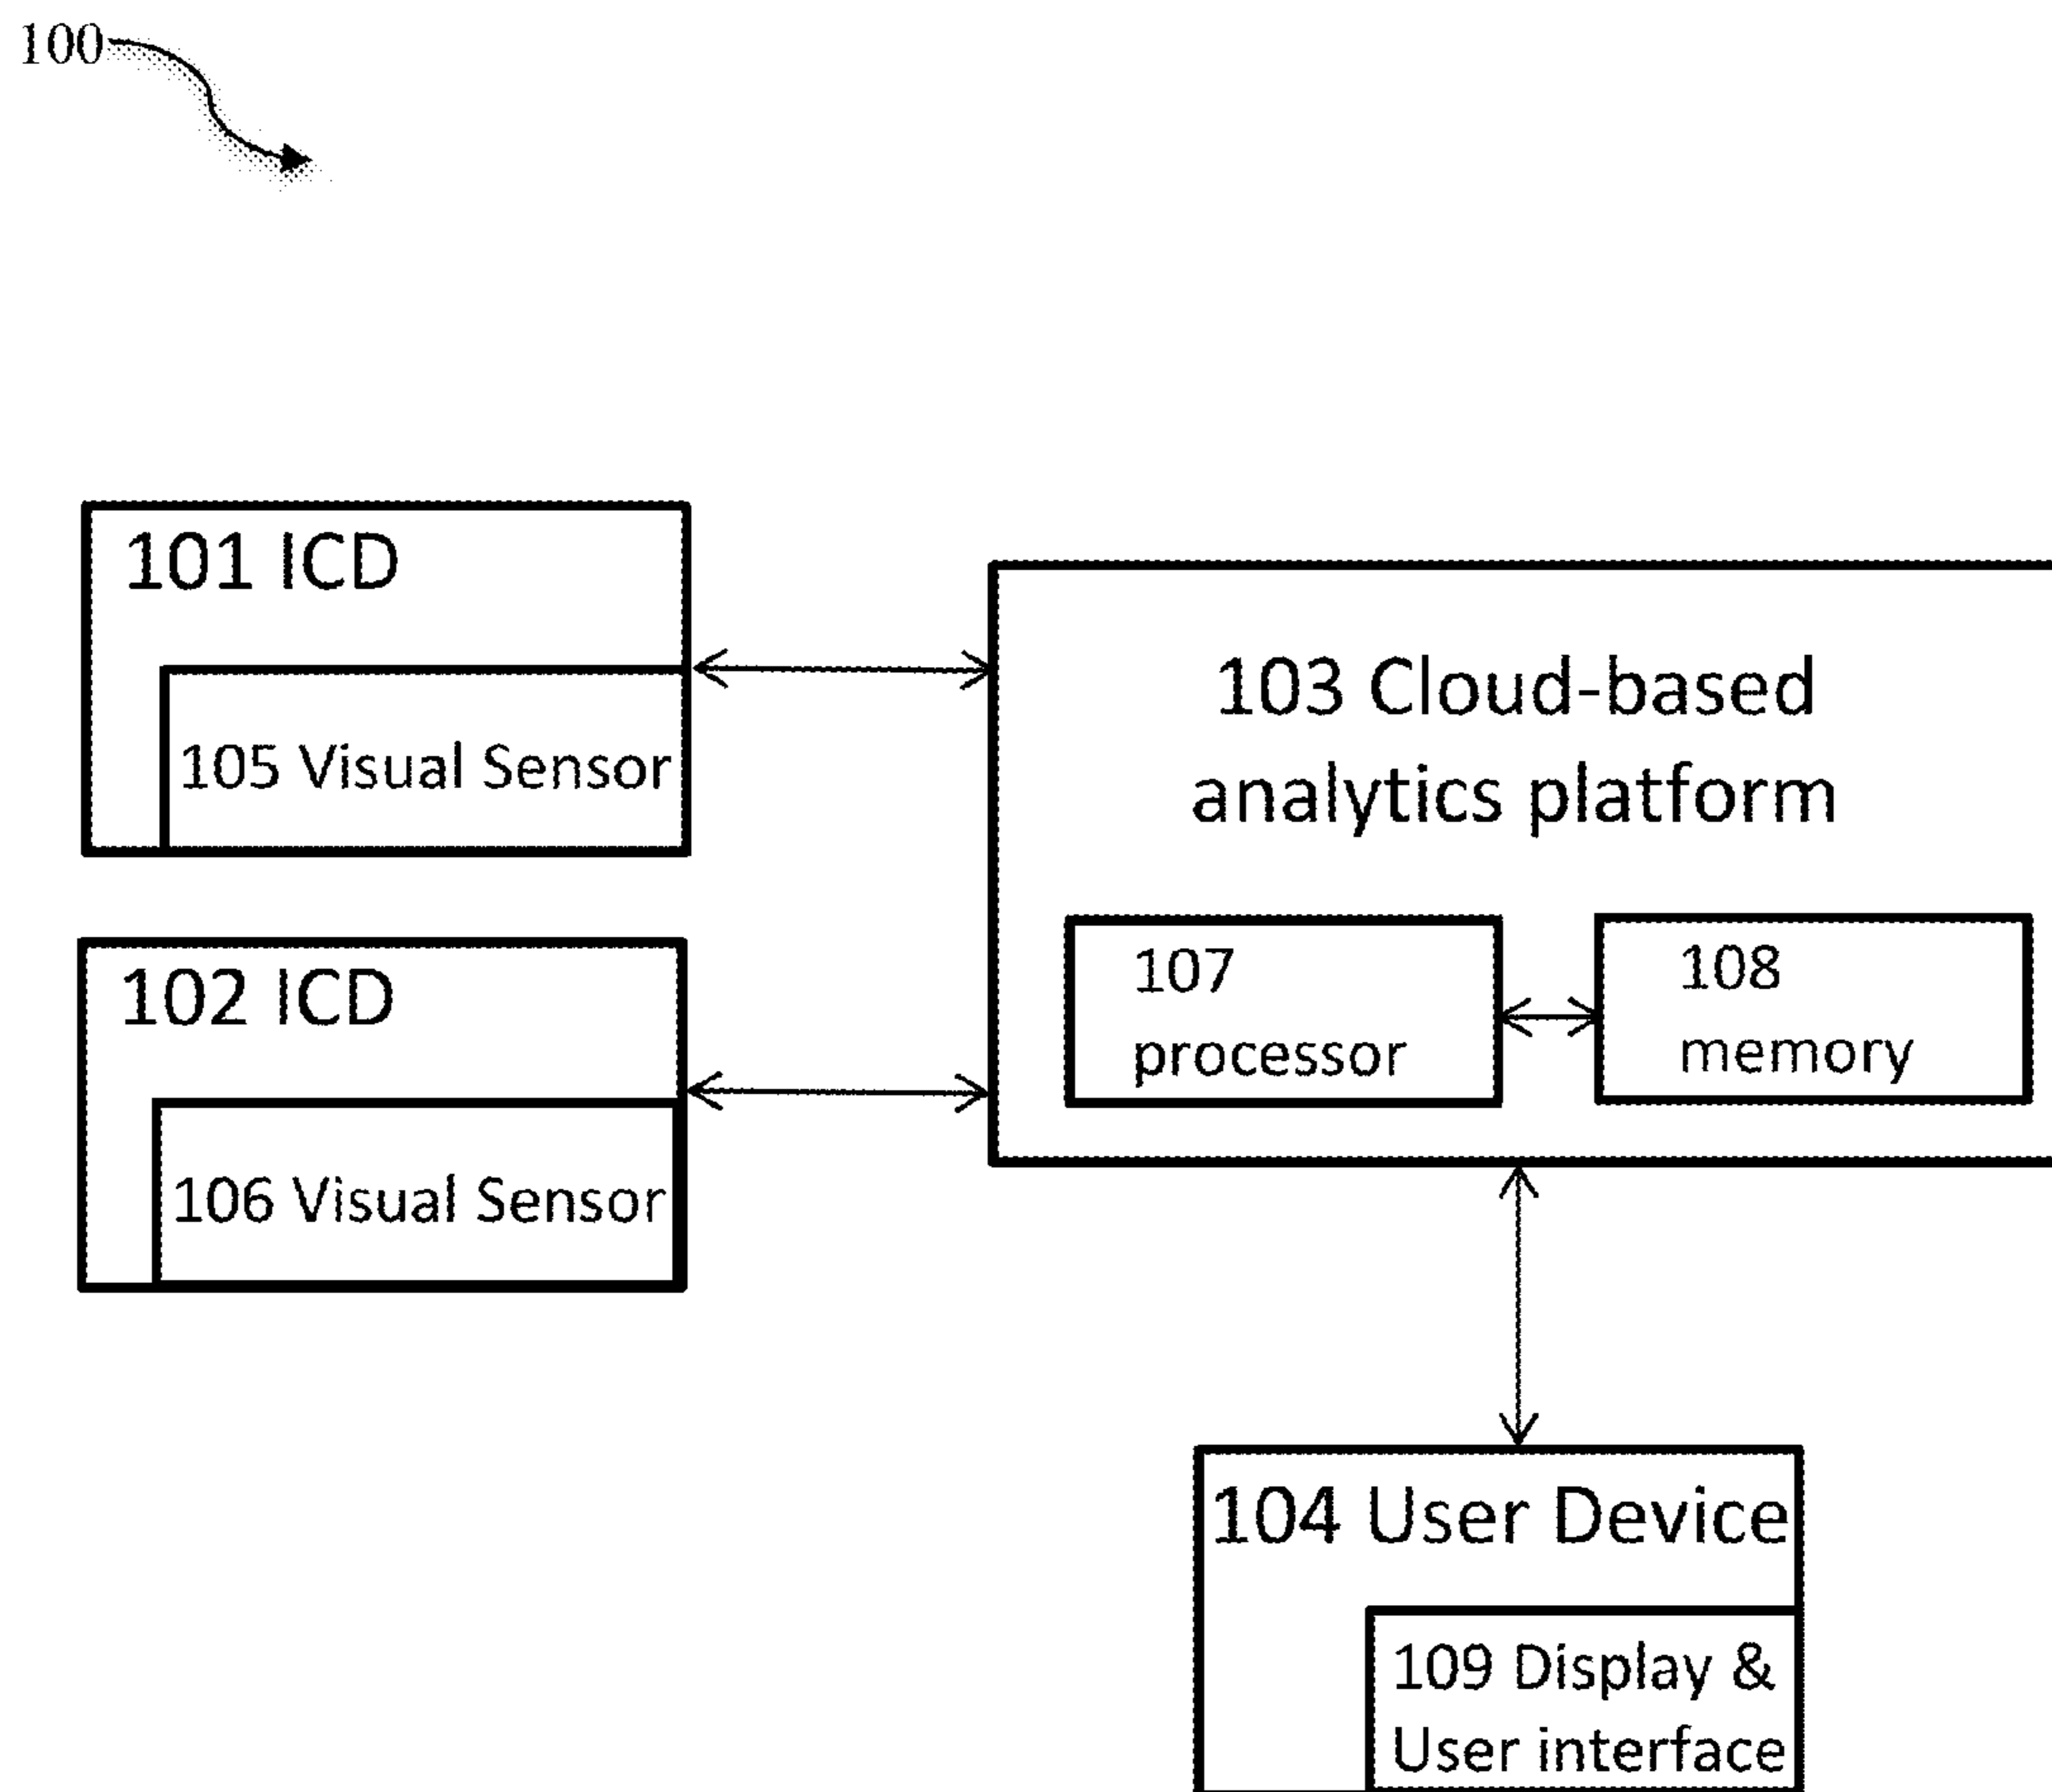 100
101 ICD
105 Visual Sensor
102 ICD
106 Visual Sensor
103 Cloud-based
analytics platform
107
processor
108
memory
104 User Device
109 Display &
User interface